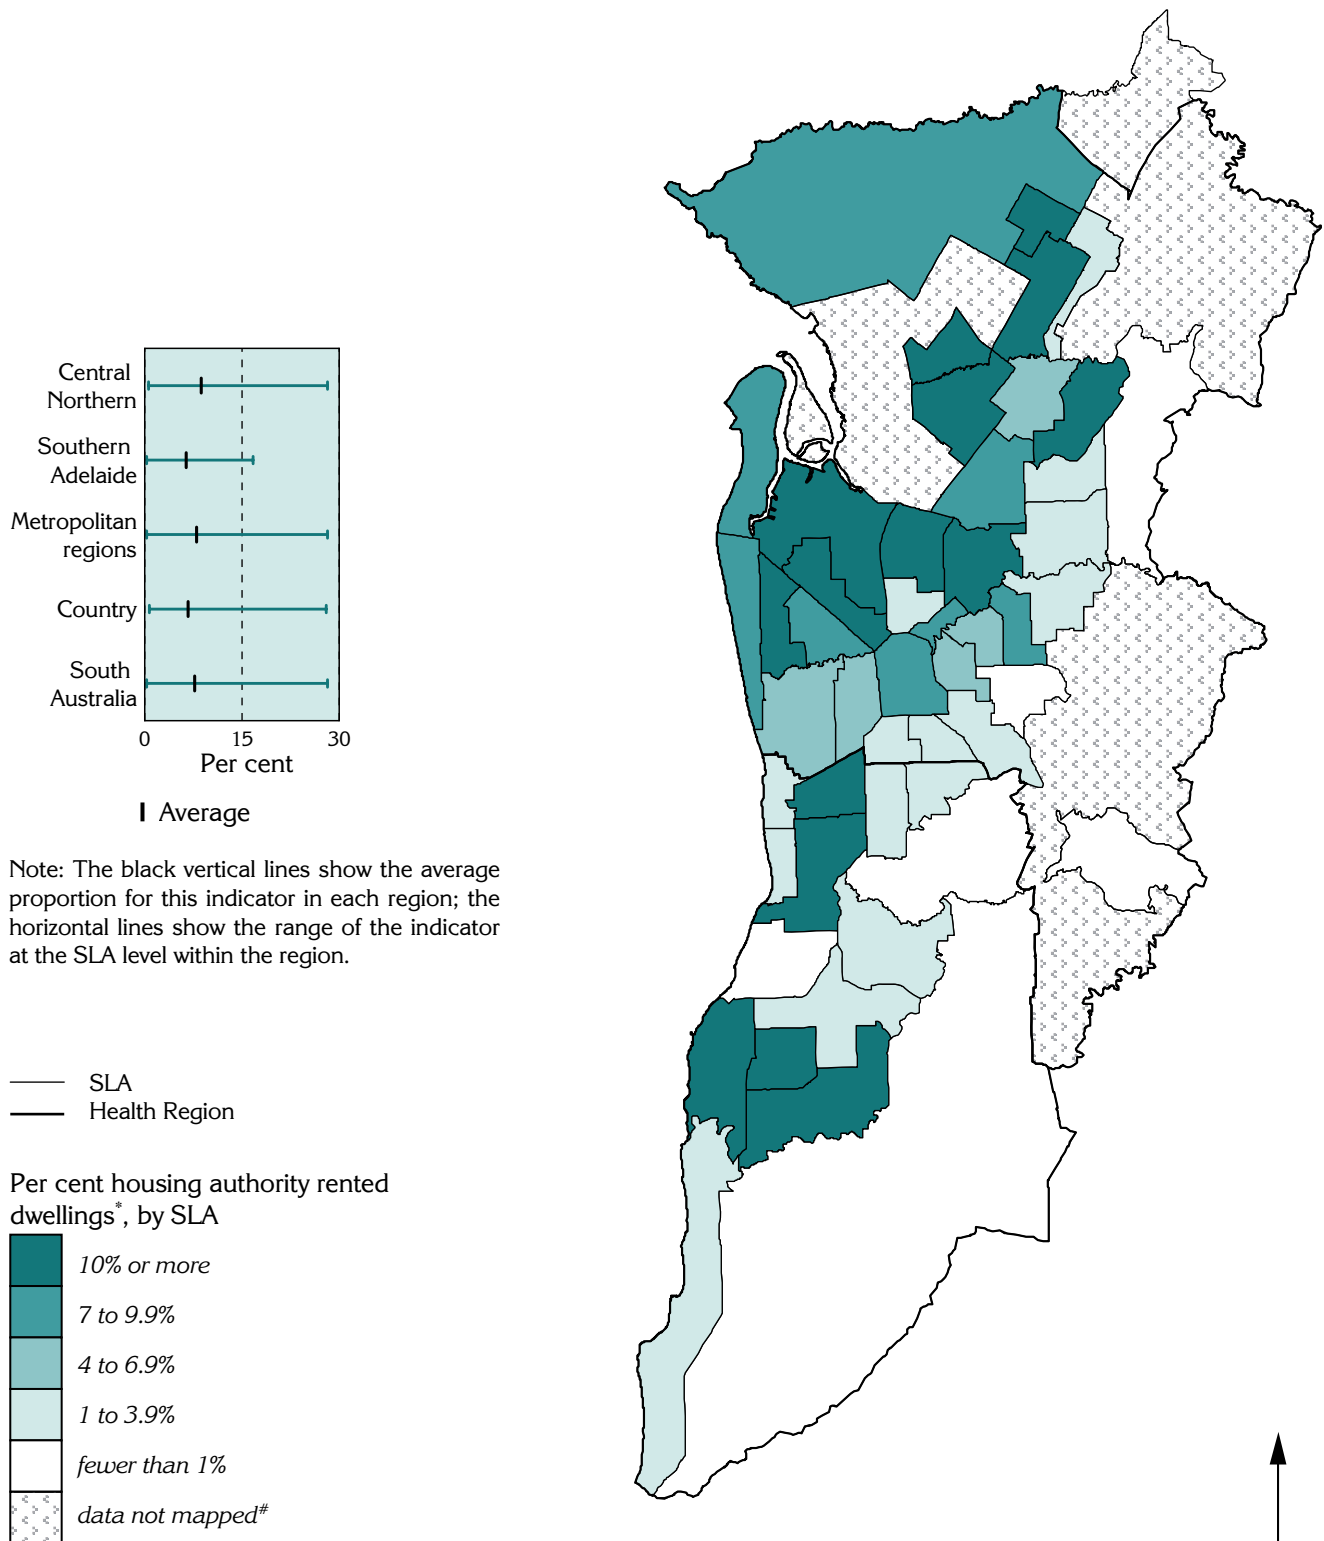 Central
Northern
Southern
Adelaide
Metropolitan
regions
Country
South
Australia
0 15 30
Per cent
Average
Note: The black vertical lines show the average
proportion for this indicator in each region; the
horizontal lines show the range of the indicator
at the SLA level within the region.
SLA
Health Region
Per cent housing authority rented
dwellings*, by SLA
10% or more
7 to 9.9%
4 to 6.9%
1 to 3.9%
fewer than 1%
data not mapped#